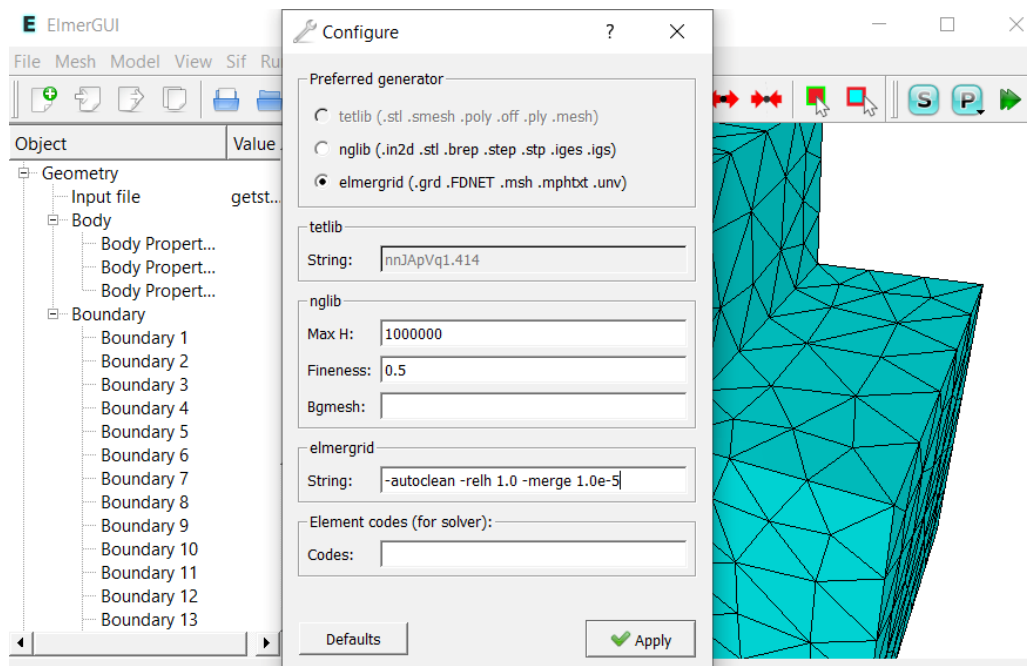 ElmerGUI
File Mesh Model View Sif Ru
Object Value
Geometry
Input file getst...
Body
Body Propert...
Body Propert...
Body Propert...
Boundary
Boundary 1
Boundary 2
Boundary 3
Boundary 4
Boundary 5
Boundary 6
Boundary 7
Boundary 8
Boundary 9
Boundary 10
Boundary 11
Boundary 12
Boundary 13
Configure
?
Preferred generator
tetlib (.stl .smesh .poly .off .ply .mesh)
nglib (.in2d .stl .brep .step .stp .iges .igs)
elmergrid (.grd .FDNET .msh .mphtxt .unv)
tetlib
String: nnJApVq1.414
nglib
Max H: 1000000
Fineness: 0.5
Bgmesh:
elmergrid
String: -autoclean -relh 1.0 -merge 1.0e-5
Element codes (for solver):
Codes:
Defaults
Apply
S P